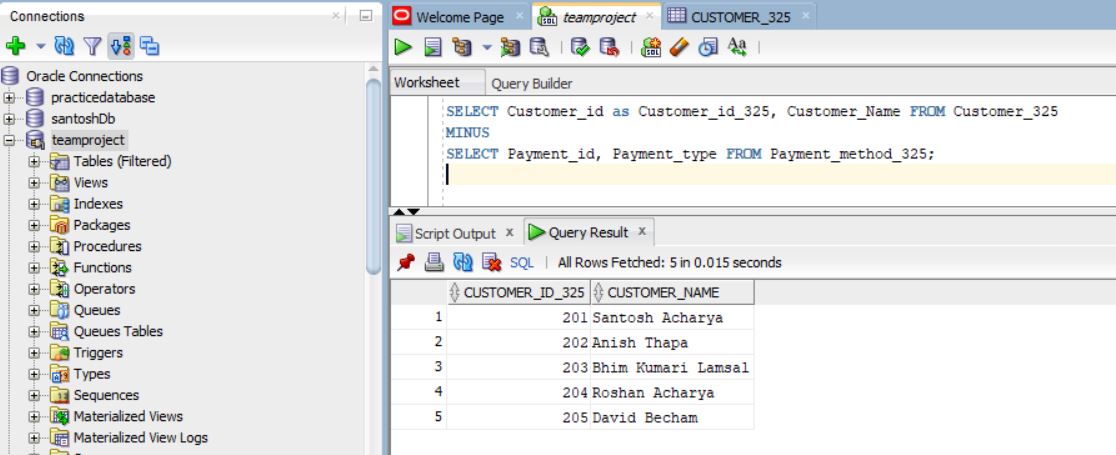 Connections
Oracle Connections
practicedatabase
santoshDb
teamproject
Tables (Filtered)
Views
Indexes
Packages
Procedures
Functions
Operators
Queues
Queues Tables
Triggers
Types
Sequences
Materialized Views
Materialized View Logs
Welcome Page
teamproject
CUSTOMER_325
Worksheet
Query Builder
SELECT Customer_id as Customer_id_325, Customer_Name FROM Customer_325
MINUS
SELECT Payment_id, Payment_type FROM Payment_method_325;
Script Output x
Query Result x
SQL | All Rows Fetched: 5 in 0.015 seconds
CUSTOMER_ID_325 CUSTOMER_NAME
1 201 Santosh Acharya
2 202 Anish Thapa
3 203 Bhim Kumari Lamsal
4 204 Roshan Acharya
5 205 David Becham